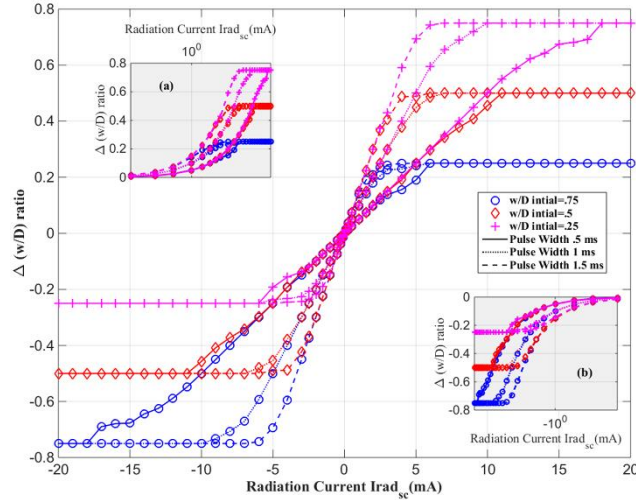 Radiation Current Irad_sc(mA)
10^0
0.8
0.6
0.4
0.2
0
Δ (w/D) ratio
(a)
0.8
0.6
0.4
0.2
0
-0.2
-0.4
-0.6
-0.8
Δ (w/D) ratio
w/D intial=.75
w/D intial=.5
w/D intial=.25
Pulse Width .5 ms
Pulse Width 1 ms
Pulse Width 1.5 ms
0
-0.2
-0.4
-0.6
-0.8
Δ (w/D) ratio
(b)
-10^0
Radiation Current Irad_sc(mA)
-20 -15 -10 -5 0 5 10 15 20
Radiation Current Irad_sc(mA)